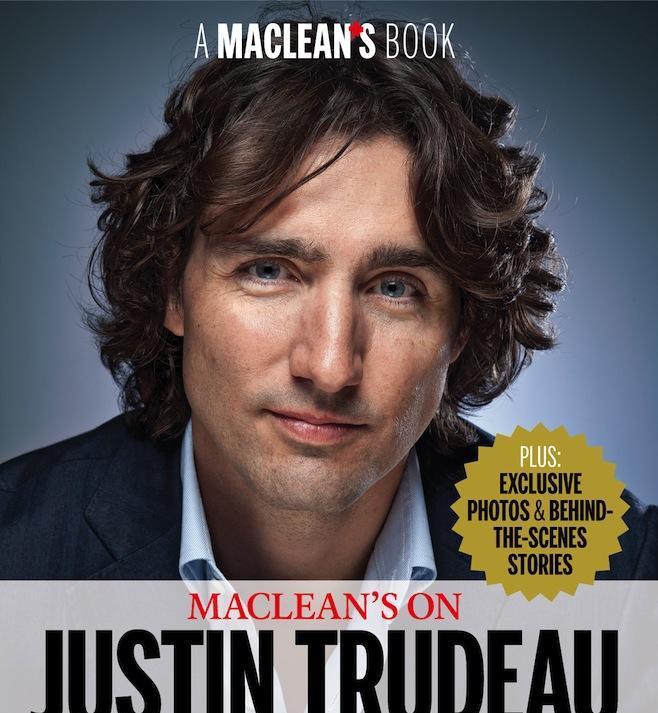 A MACLEAN'S BOOK
PLUS:
EXCLUSIVE
PHOTOS & BEHIND-
THE-SCENES
STORIES
MACLEAN'S ON
JUSTIN TRUDEAU